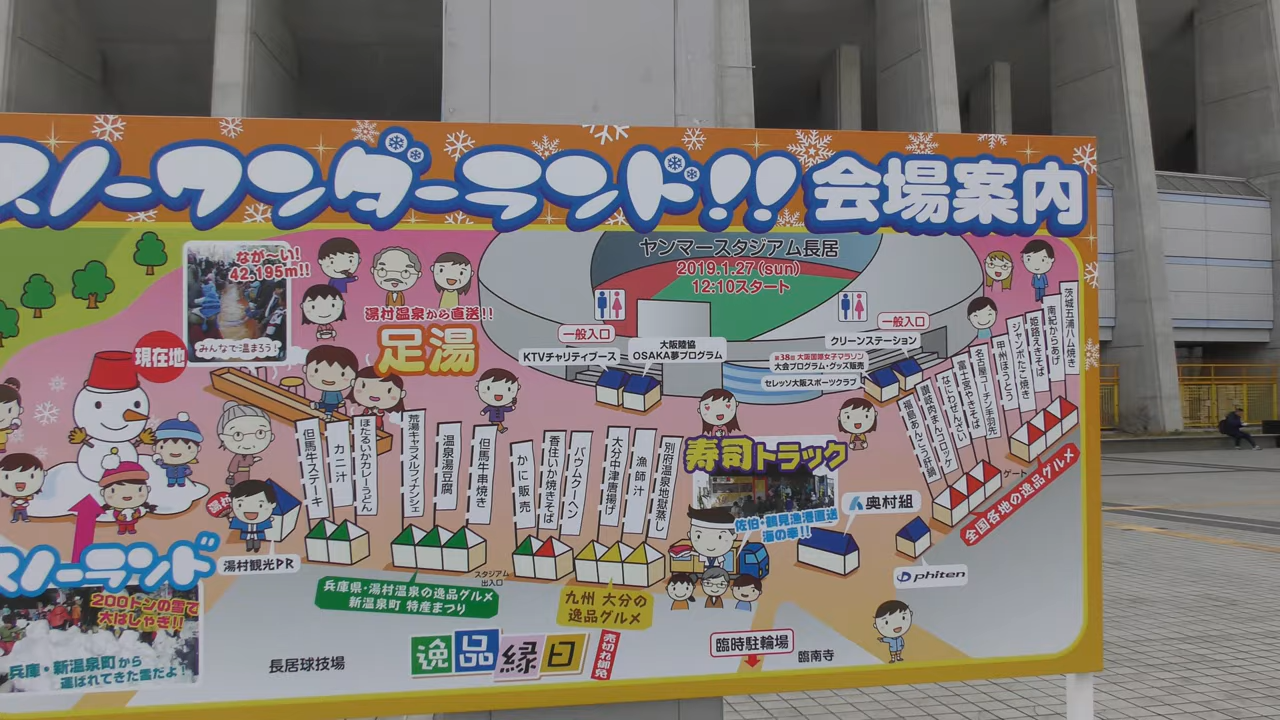 スノーワンダーランド!! 会場案内
なが〜い!
42.195m!!
みんなで温まろう!
現在地
湯村温泉から直送!!
足湯
ヤンマースタジアム長居
2019.1.27(sun)
12:10スタート
一般入口
KTVチャリティブース
大阪陸協
OSAKA夢プログラム
一般入口
クリーンステーション
第38回 大阪国際女子マラソン
大会プログラム・グッズ販売
セレッソ大阪スポーツクラブ
但馬牛ステーキ
カニ汁
ほたるいかカレーうどん
荒湯キャラメルフィナンシェ
温泉湯豆腐
但馬牛串焼き
かに販売
香住いか焼きそば
バウムクーヘン
大分中津唐揚げ
漁師汁
別府温泉地獄蒸し
寿司トラック
佐伯・鶴見漁港直送
海の幸!!
奥村組
phiten
福島あんこう肝鍋
讃岐肉まんコロッケ
なにわぜんざい
富士宮やきそば
名古屋コーチン手羽先
甲州ほうとう
ジャンボたこ焼き
姫路えきそば
南紀からあげ
茨城五浦ハム焼き
ゲート
全国各地の逸品グルメ
湯村観光PR
兵庫県・湯村温泉の逸品グルメ
新温泉町 特産まつり
スタジアム
出入口
九州 大分の
逸品グルメ
スノーランド
200トンの雪で
大はしゃぎ!!
兵庫・新温泉町から
運ばれてきた雪だよ!
長居球技場
逸品縁日
売切れ御免
臨時駐輪場
臨南寺